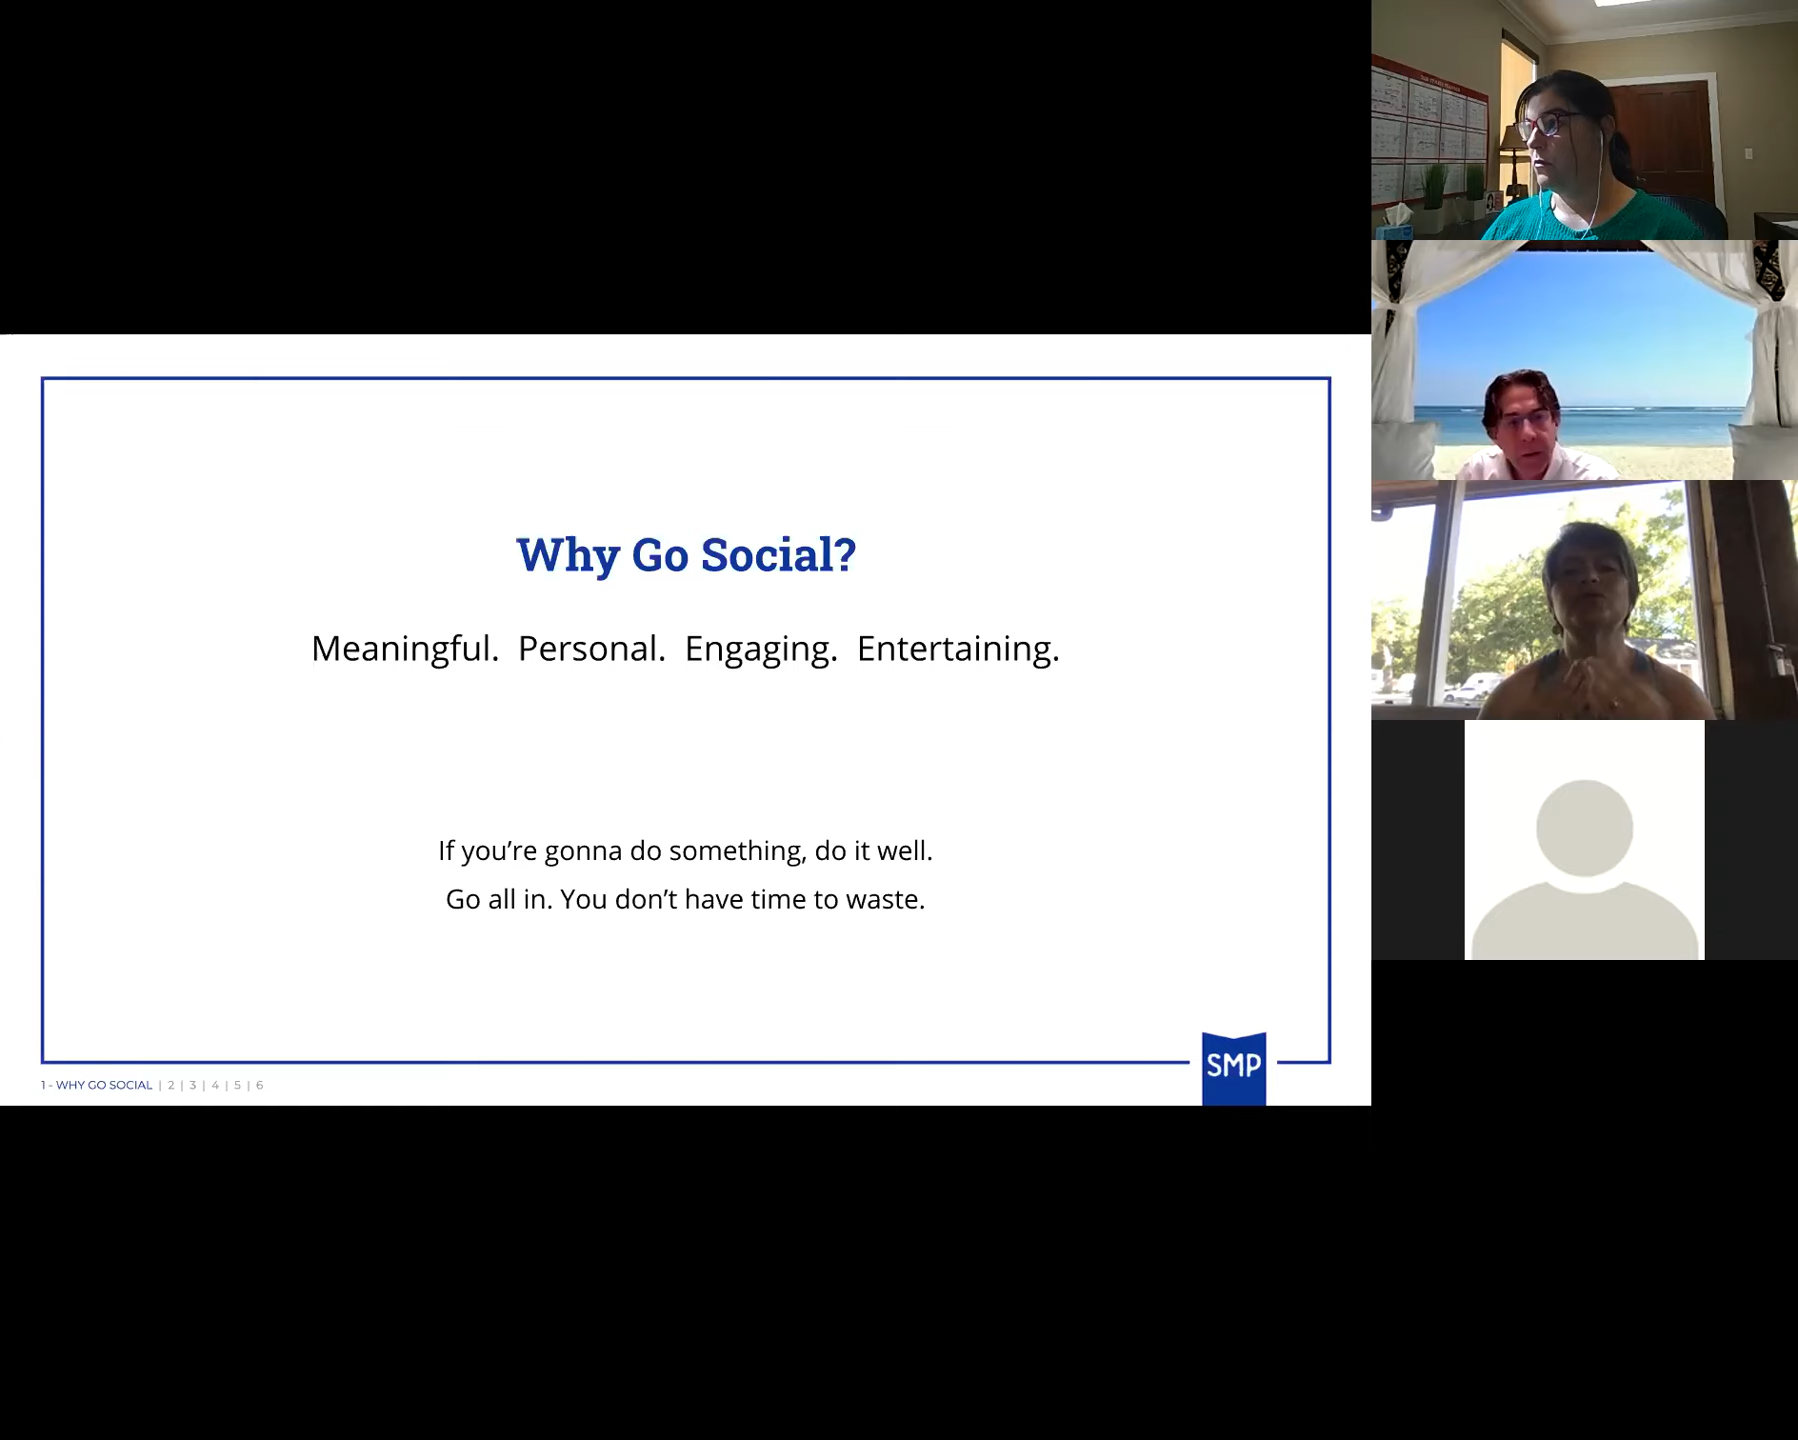 Why Go Social?
Meaningful. Personal. Engaging. Entertaining.
If you're gonna do something, do it well.
Go all in. You don't have time to waste.
SMP
1 - WHY GO SOCIAL | 2 | 3 | 4 | 5 | 6